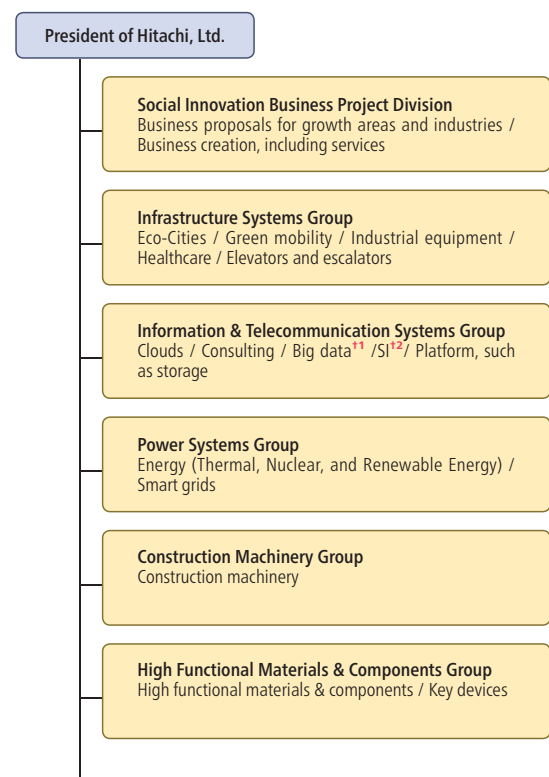 President of Hitachi, Ltd.
Social Innovation Business Project Division
Business proposals for growth areas and industries /
Business creation, including services
Infrastructure Systems Group
Eco-Cities / Green mobility / Industrial equipment /
Healthcare / Elevators and escalators
Information & Telecommunication Systems Group
Clouds / Consulting / Big data†1 /SI†2/ Platform, such
as storage
Power Systems Group
Energy (Thermal, Nuclear, and Renewable Energy) /
Smart grids
Construction Machinery Group
Construction machinery
High Functional Materials & Components Group
High functional materials & components / Key devices